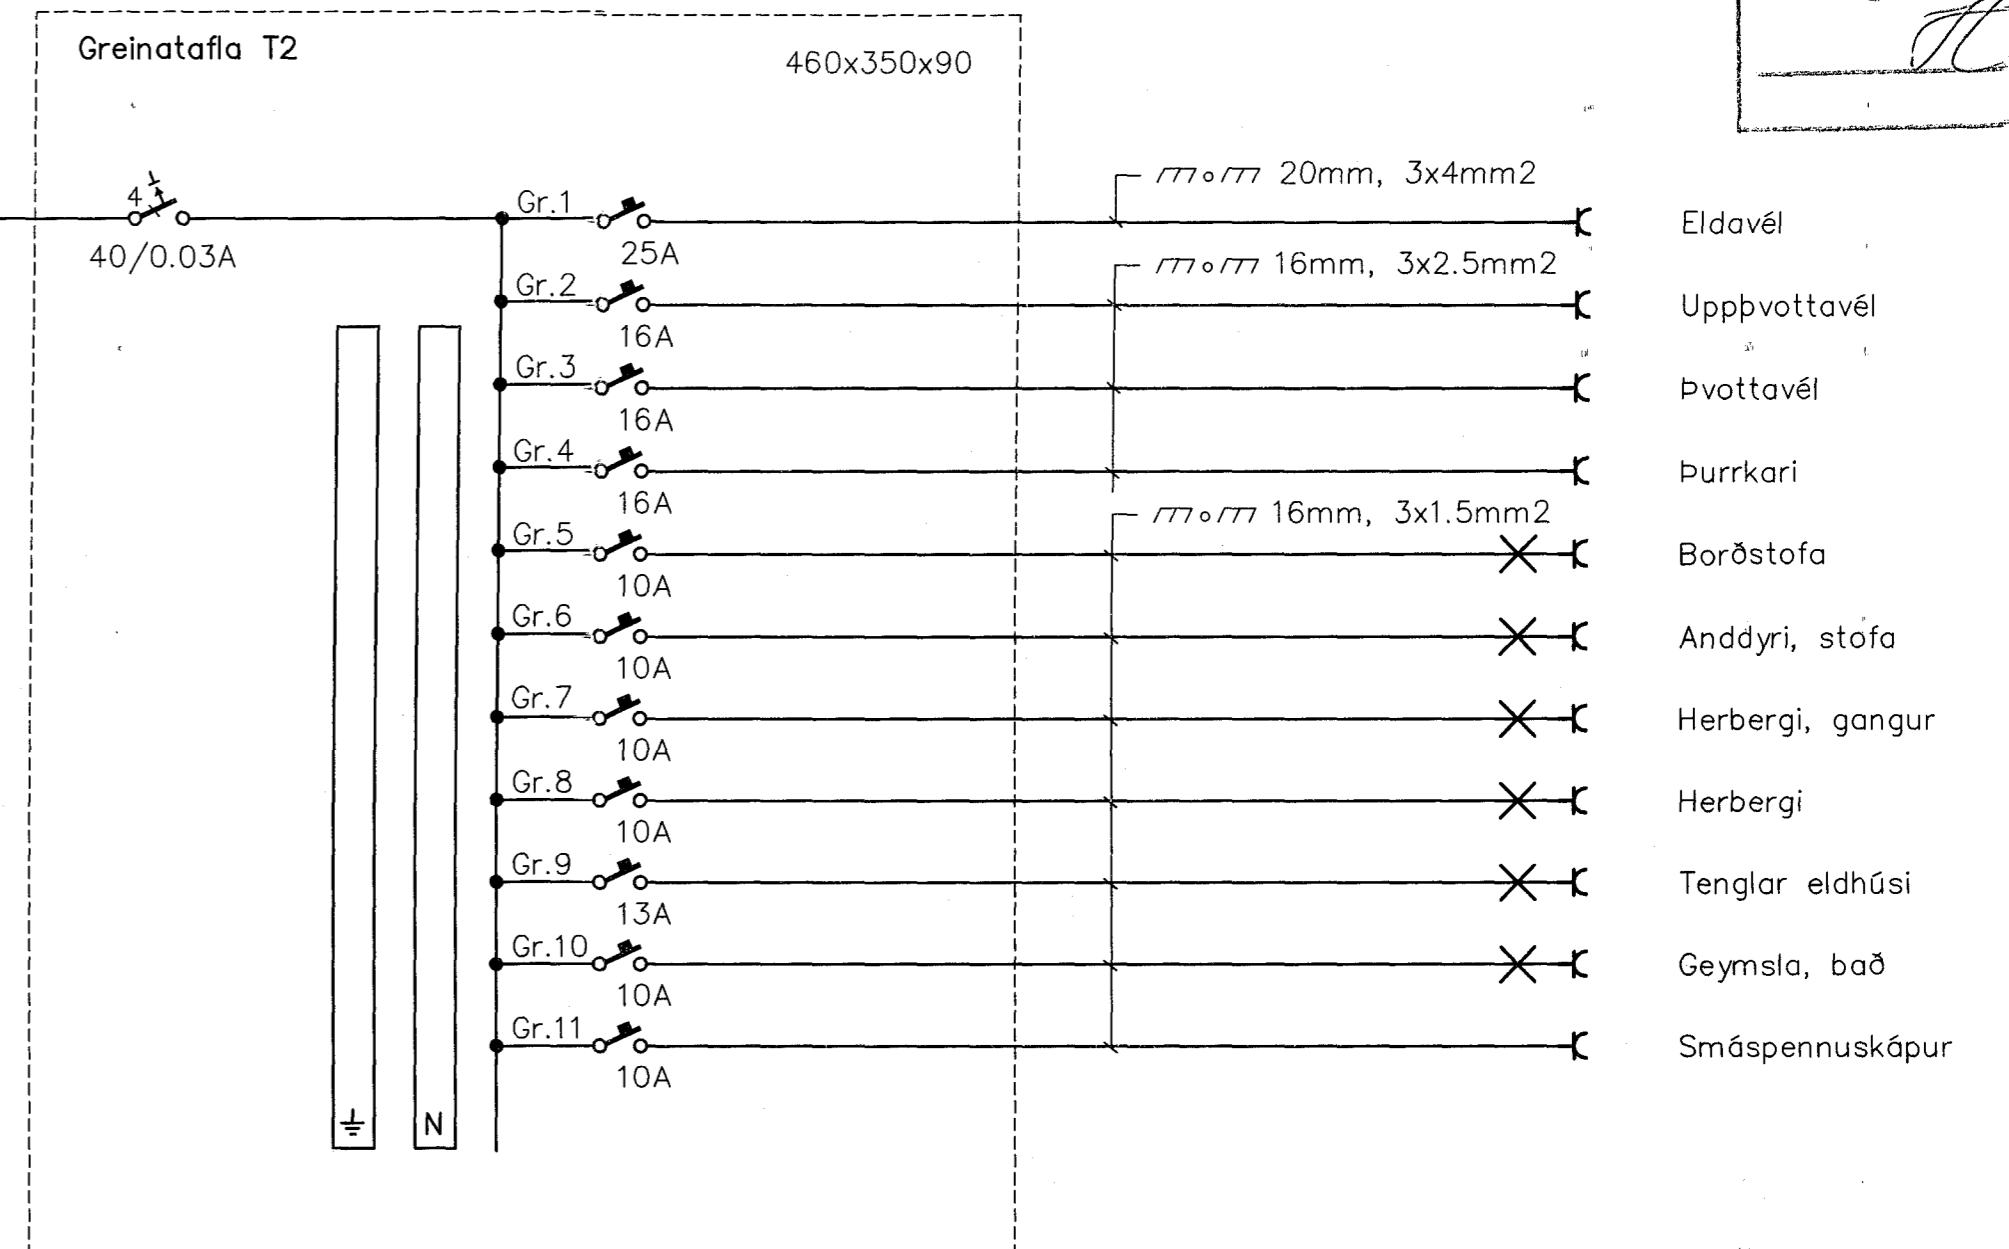 Greinatafla T2
460x350x90
4
40/0.03A
Gr.1
25A
20mm, 3x4mm2
Eldavél
Gr.2
16A
16mm, 3x2.5mm2
Uppþvottavél
Gr.3
16A
Þvottavél
Gr.4
16A
Þurrkari
Gr.5
10A
16mm, 3x1.5mm2
Borðstofa
Gr.6
10A
Anddyri, stofa
Gr.7
10A
Herbergi, gangur
Gr.8
10A
Herbergi
Gr.9
13A
Tenglar eldhúsi
Gr.10
10A
Geymsla, bað
Gr.11
10A
Smáspennuskápur
N